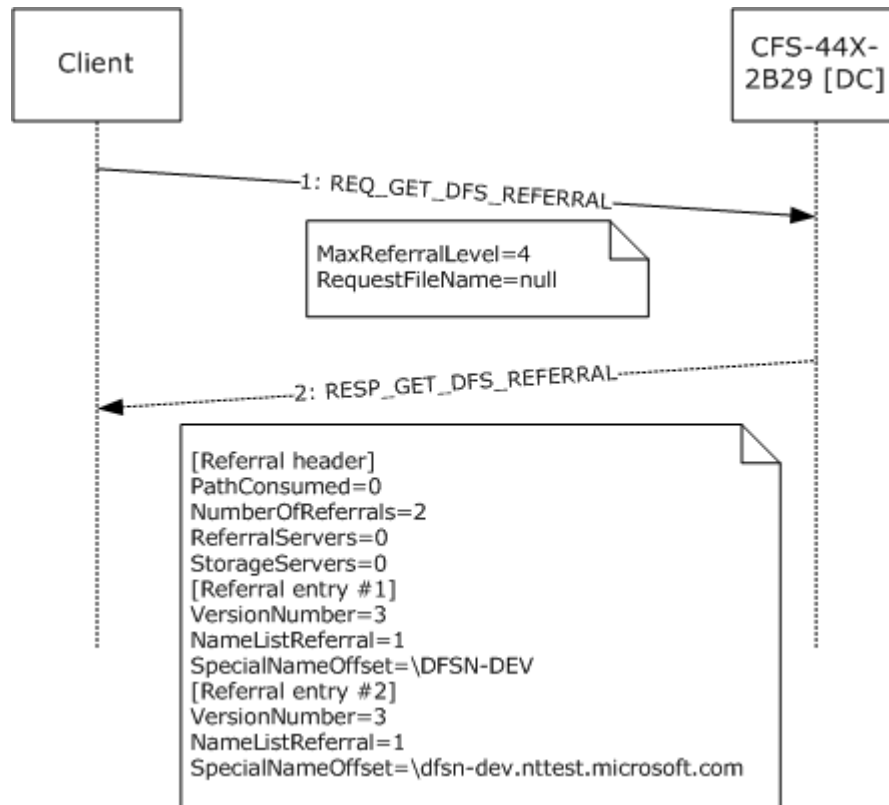 Client
CFS-44X-
2B29 [DC]
1: REQ_GET_DFS_REFERRAL
MaxReferralLevel=4
RequestFileName=null
2: RESP_GET_DFS_REFERRAL
[Referral header]
PathConsumed=0
NumberOfReferrals=2
ReferralServers=0
StorageServers=0
[Referral entry #1]
VersionNumber=3
NameListReferral=1
SpecialNameOffset=\DFSN-DEV
[Referral entry #2]
VersionNumber=3
NameListReferral=1
SpecialNameOffset=\dfsn-dev.nttest.microsoft.com